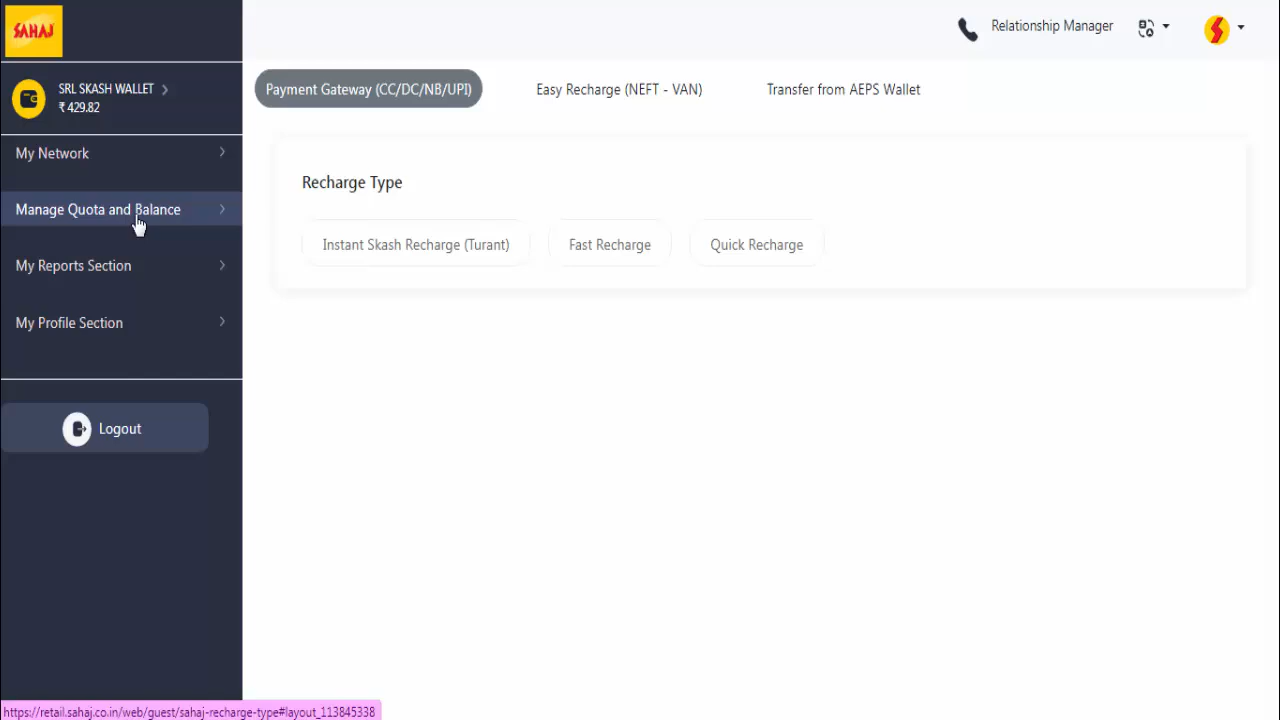 SAHAJ
Relationship Manager
SRL SKASH WALLET
₹ 429.82
Payment Gateway (CC/DC/NB/UPI)
Easy Recharge (NEFT - VAN)
Transfer from AEPS Wallet
My Network
Manage Quota and Balance
My Reports Section
My Profile Section
Logout
Recharge Type
Instant Skash Recharge (Turant)
Fast Recharge
Quick Recharge
https://retail.sahaj.co.in/web/guest/sahaj-recharge-type#layout_113845338